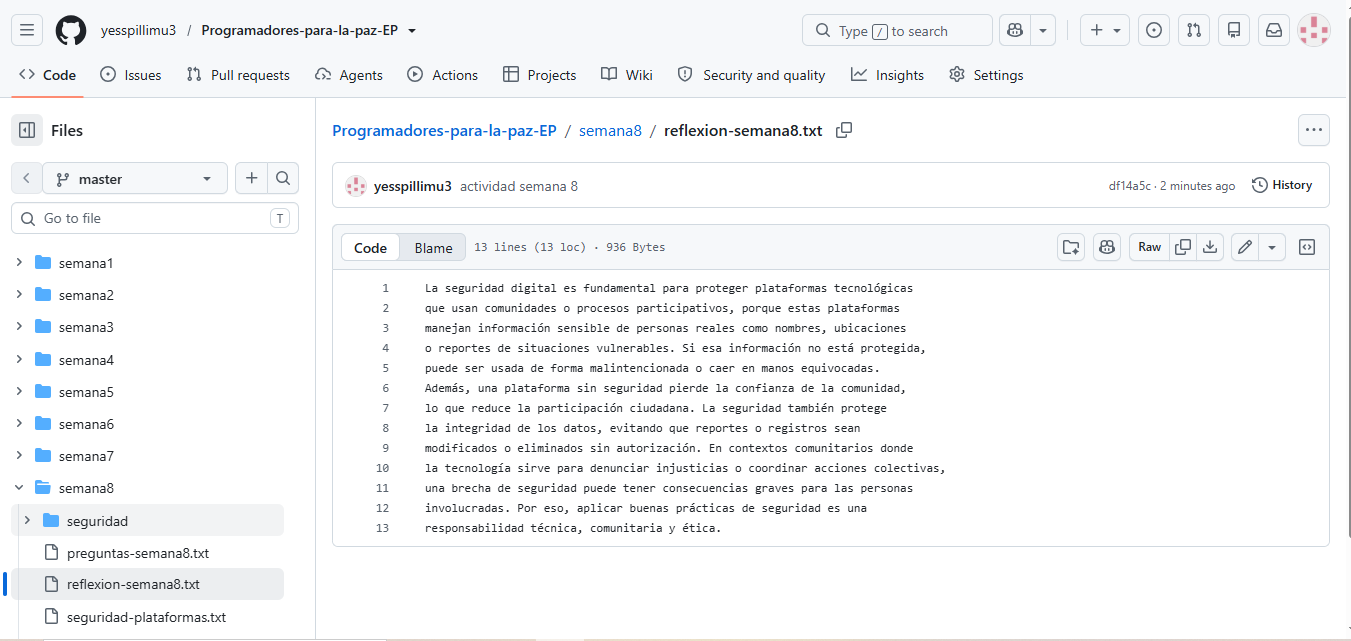 yesspillimu3 / Programadores-para-la-paz-EP
Type / to search
Code Issues Pull requests Agents Actions Projects Wiki Security and quality Insights Settings
Files
master
Go to file T
semana1
semana2
semana3
semana4
semana5
semana6
semana7
semana8
seguridad
preguntas-semana8.txt
reflexion-semana8.txt
seguridad-plataformas.txt
Programadores-para-la-paz-EP / semana8 / reflexion-semana8.txt
yesspillimu3 actividad semana 8 df14a5c · 2 minutes ago History
Code Blame 13 lines (13 loc) · 936 Bytes Raw
1 La seguridad digital es fundamental para proteger plataformas tecnológicas
2 que usan comunidades o procesos participativos, porque estas plataformas
3 manejan información sensible de personas reales como nombres, ubicaciones
4 o reportes de situaciones vulnerables. Si esa información no está protegida,
5 puede ser usada de forma malintencionada o caer en manos equivocadas.
6 Además, una plataforma sin seguridad pierde la confianza de la comunidad,
7 lo que reduce la participación ciudadana. La seguridad también protege
8 la integridad de los datos, evitando que reportes o registros sean
9 modificados o eliminados sin autorización. En contextos comunitarios donde
10 la tecnología sirve para denunciar injusticias o coordinar acciones colectivas,
11 una brecha de seguridad puede tener consecuencias graves para las personas
12 involucradas. Por eso, aplicar buenas prácticas de seguridad es una
13 responsabilidad técnica, comunitaria y ética.